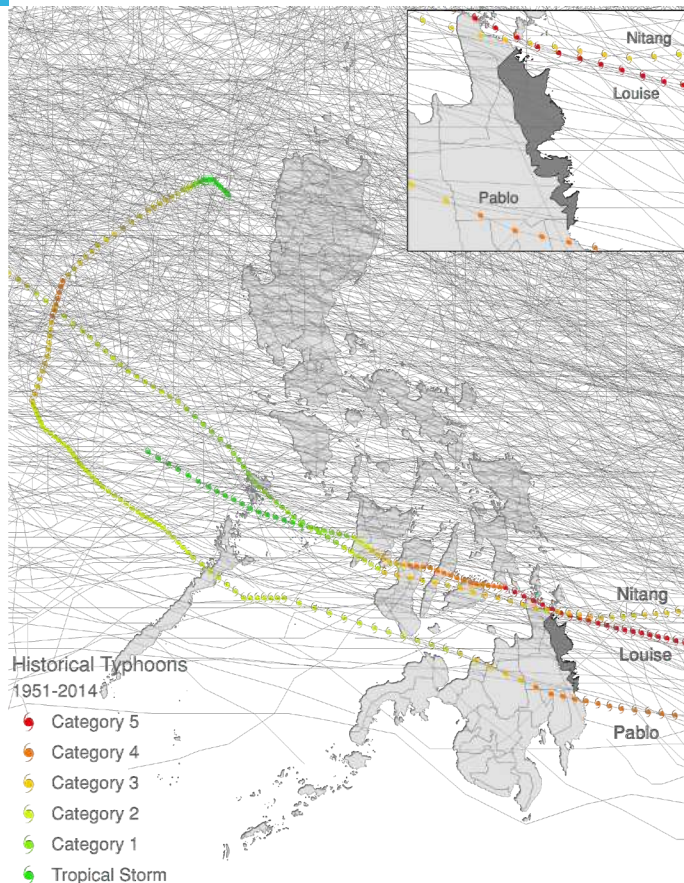 Nitang
Louise
Pablo
Nitang
Louise
Pablo
Historical Typhoons
1951-2014
Category 5
Category 4
Category 3
Category 2
Category 1
Tropical Storm